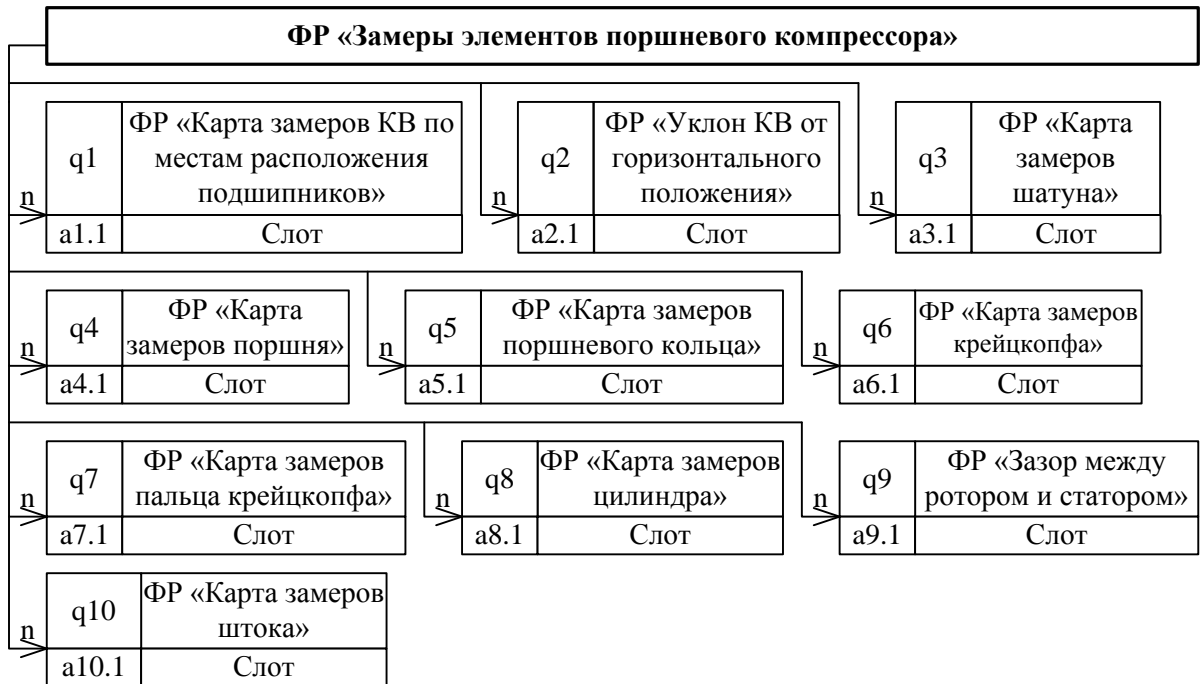 ФР «Замеры элементов поршневого компрессора»
n
q1
ФР «Карта замеров КВ по
местам расположения
подшипников»
a1.1
Слот
n
q2
ФР «Уклон КВ от
горизонтального
положения»
a2.1
Слот
n
q3
ФР «Карта
замеров
шатуна»
a3.1
Слот
n
q4
ФР «Карта
замеров поршня»
a4.1
Слот
n
q5
ФР «Карта замеров
поршневого кольца»
a5.1
Слот
n
q6
ФР «Карта замеров
крейцкопфа»
a6.1
Слот
n
q7
ФР «Карта замеров
пальца крейцкопфа»
a7.1
Слот
n
q8
ФР «Карта замеров
цилиндра»
a8.1
Слот
n
q9
ФР «Зазор между
ротором и статором»
a9.1
Слот
n
q10
ФР «Карта замеров
штока»
a10.1
Слот